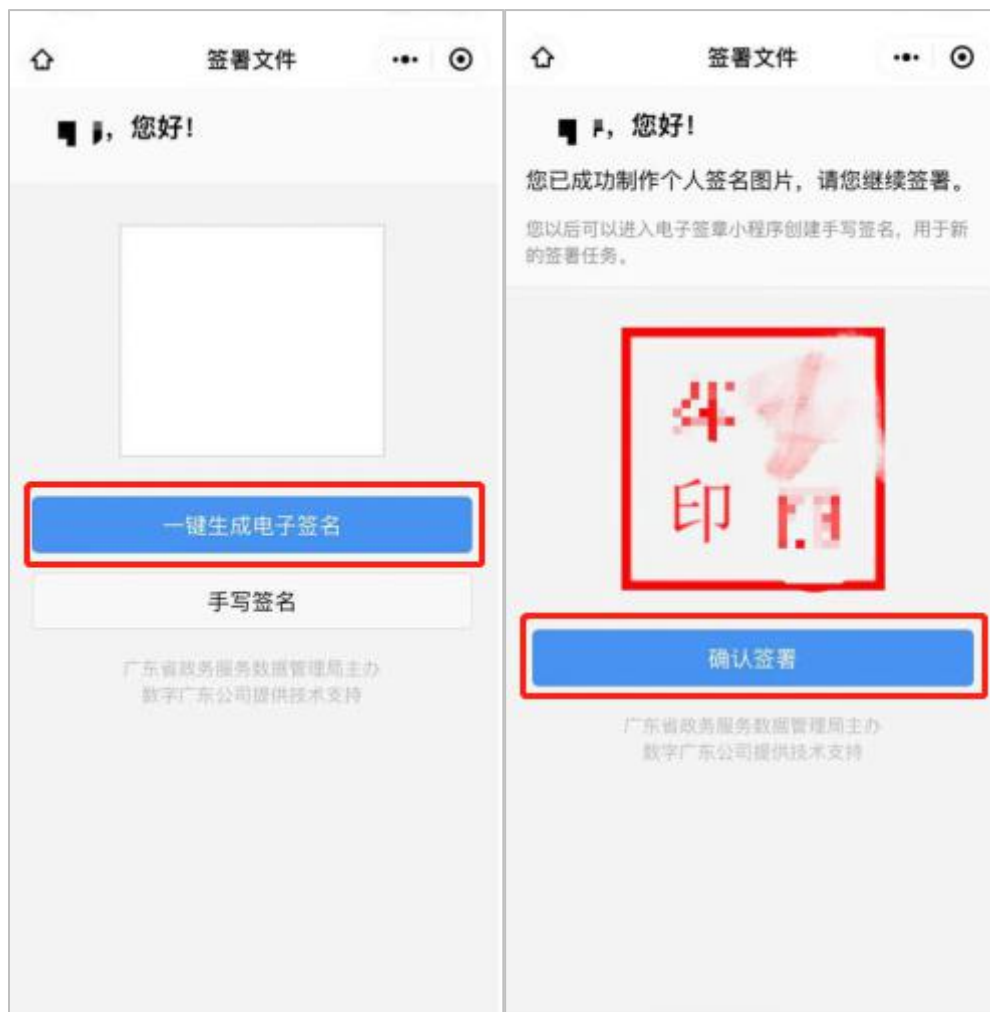 签署文件
，您好！
一键生成电子签名
手写签名
广东省政务服务数据管理局主办
数字广东公司提供技术支持
签署文件
，您好！
您已成功制作个人签名图片，请您继续签署。
您以后可以进入电子签章小程序创建手写签名，用于新
的签署任务。
印
确认签署
广东省政务服务数据管理局主办
数字广东公司提供技术支持